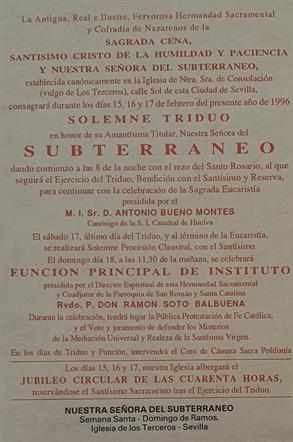 La Antigua, Real e Ilustre, Fervorosa Hermandad Sacramental
y Cofradía de Nazarenos de la
SAGRADA CENA,
SANTISIMO CRISTO DE LA HUMILDAD Y PACIENCIA
Y NUESTRA SEÑORA DEL SUBTERRANEO,
establecida canónicamente en la Iglesia de Ntra. Sra. de Consolación
(vulgo de Los Terceros), calle Sol de esta Ciudad de Sevilla,
consagrará durante los días 15, 16 y 17 de febrero del presente año de 1996
SOLEMNE TRIDUO
en honor de su Amantísima Titular, Nuestra Señora del
SUBTERRANEO
dando comienzo a las 8 de la noche con el rezo del Santo Rosario, al que
seguirá el Ejercicio del Triduo, Bendición con el Santísimo y Reserva,
para continuar con la celebración de la Sagrada Eucaristía
presidida por el
M. I. Sr. D. ANTONIO BUENO MONTES
Canónigo de la S. I. Catedral de Huelva
El sábado 17, último día del Triduo, y al término de la Eucaristía,
se realizará Solemne Procesión Claustral, con el Santísimo.
El domingo día 18, a las 11,30 de la mañana, se celebrará
FUNCION PRINCIPAL DE INSTITUTO
presidida por el Director Espiritual de esta Hermandad Sacramental
y Coadjutor de la Parroquia de San Román y Santa Catalina
Rvdo. P. DON RAMON SOTO BALBUENA
Durante la celebración, tendrá lugar la Pública Protestación de Fe Católica,
y el Voto y juramento de defender los Misterios
de la Mediación Universal y Realeza de la Santísima Virgen.
En los días de Triduo y Función, intervendrá el Coro de Cámara Sacra Polifonía
Los días 15, 16 y 17, nuestra Iglesia albergará el
JUBILEO CIRCULAR DE LAS CUARENTA HORAS,
reservándose el Santísimo Sacramento tras el Ejercicio del Triduo.
NUESTRA SEÑORA DEL SUBTERRANEO
Semana Santa - Domingo de Ramos.
Iglesia de los Terceros - Sevilla